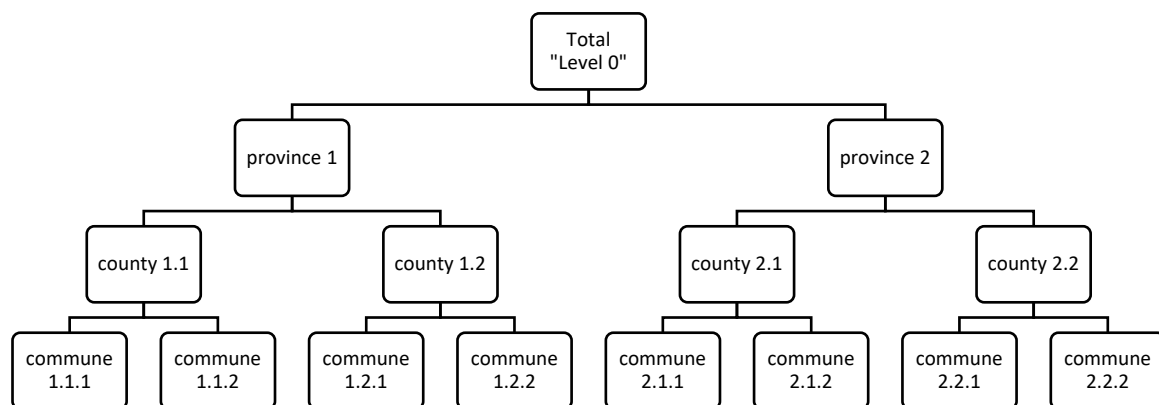 Total
"Level 0"
province 1
province 2
county 1.1
county 1.2
county 2.1
county 2.2
commune
1.1.1
commune
1.1.2
commune
1.2.1
commune
1.2.2
commune
2.1.1
commune
2.1.2
commune
2.2.1
commune
2.2.2